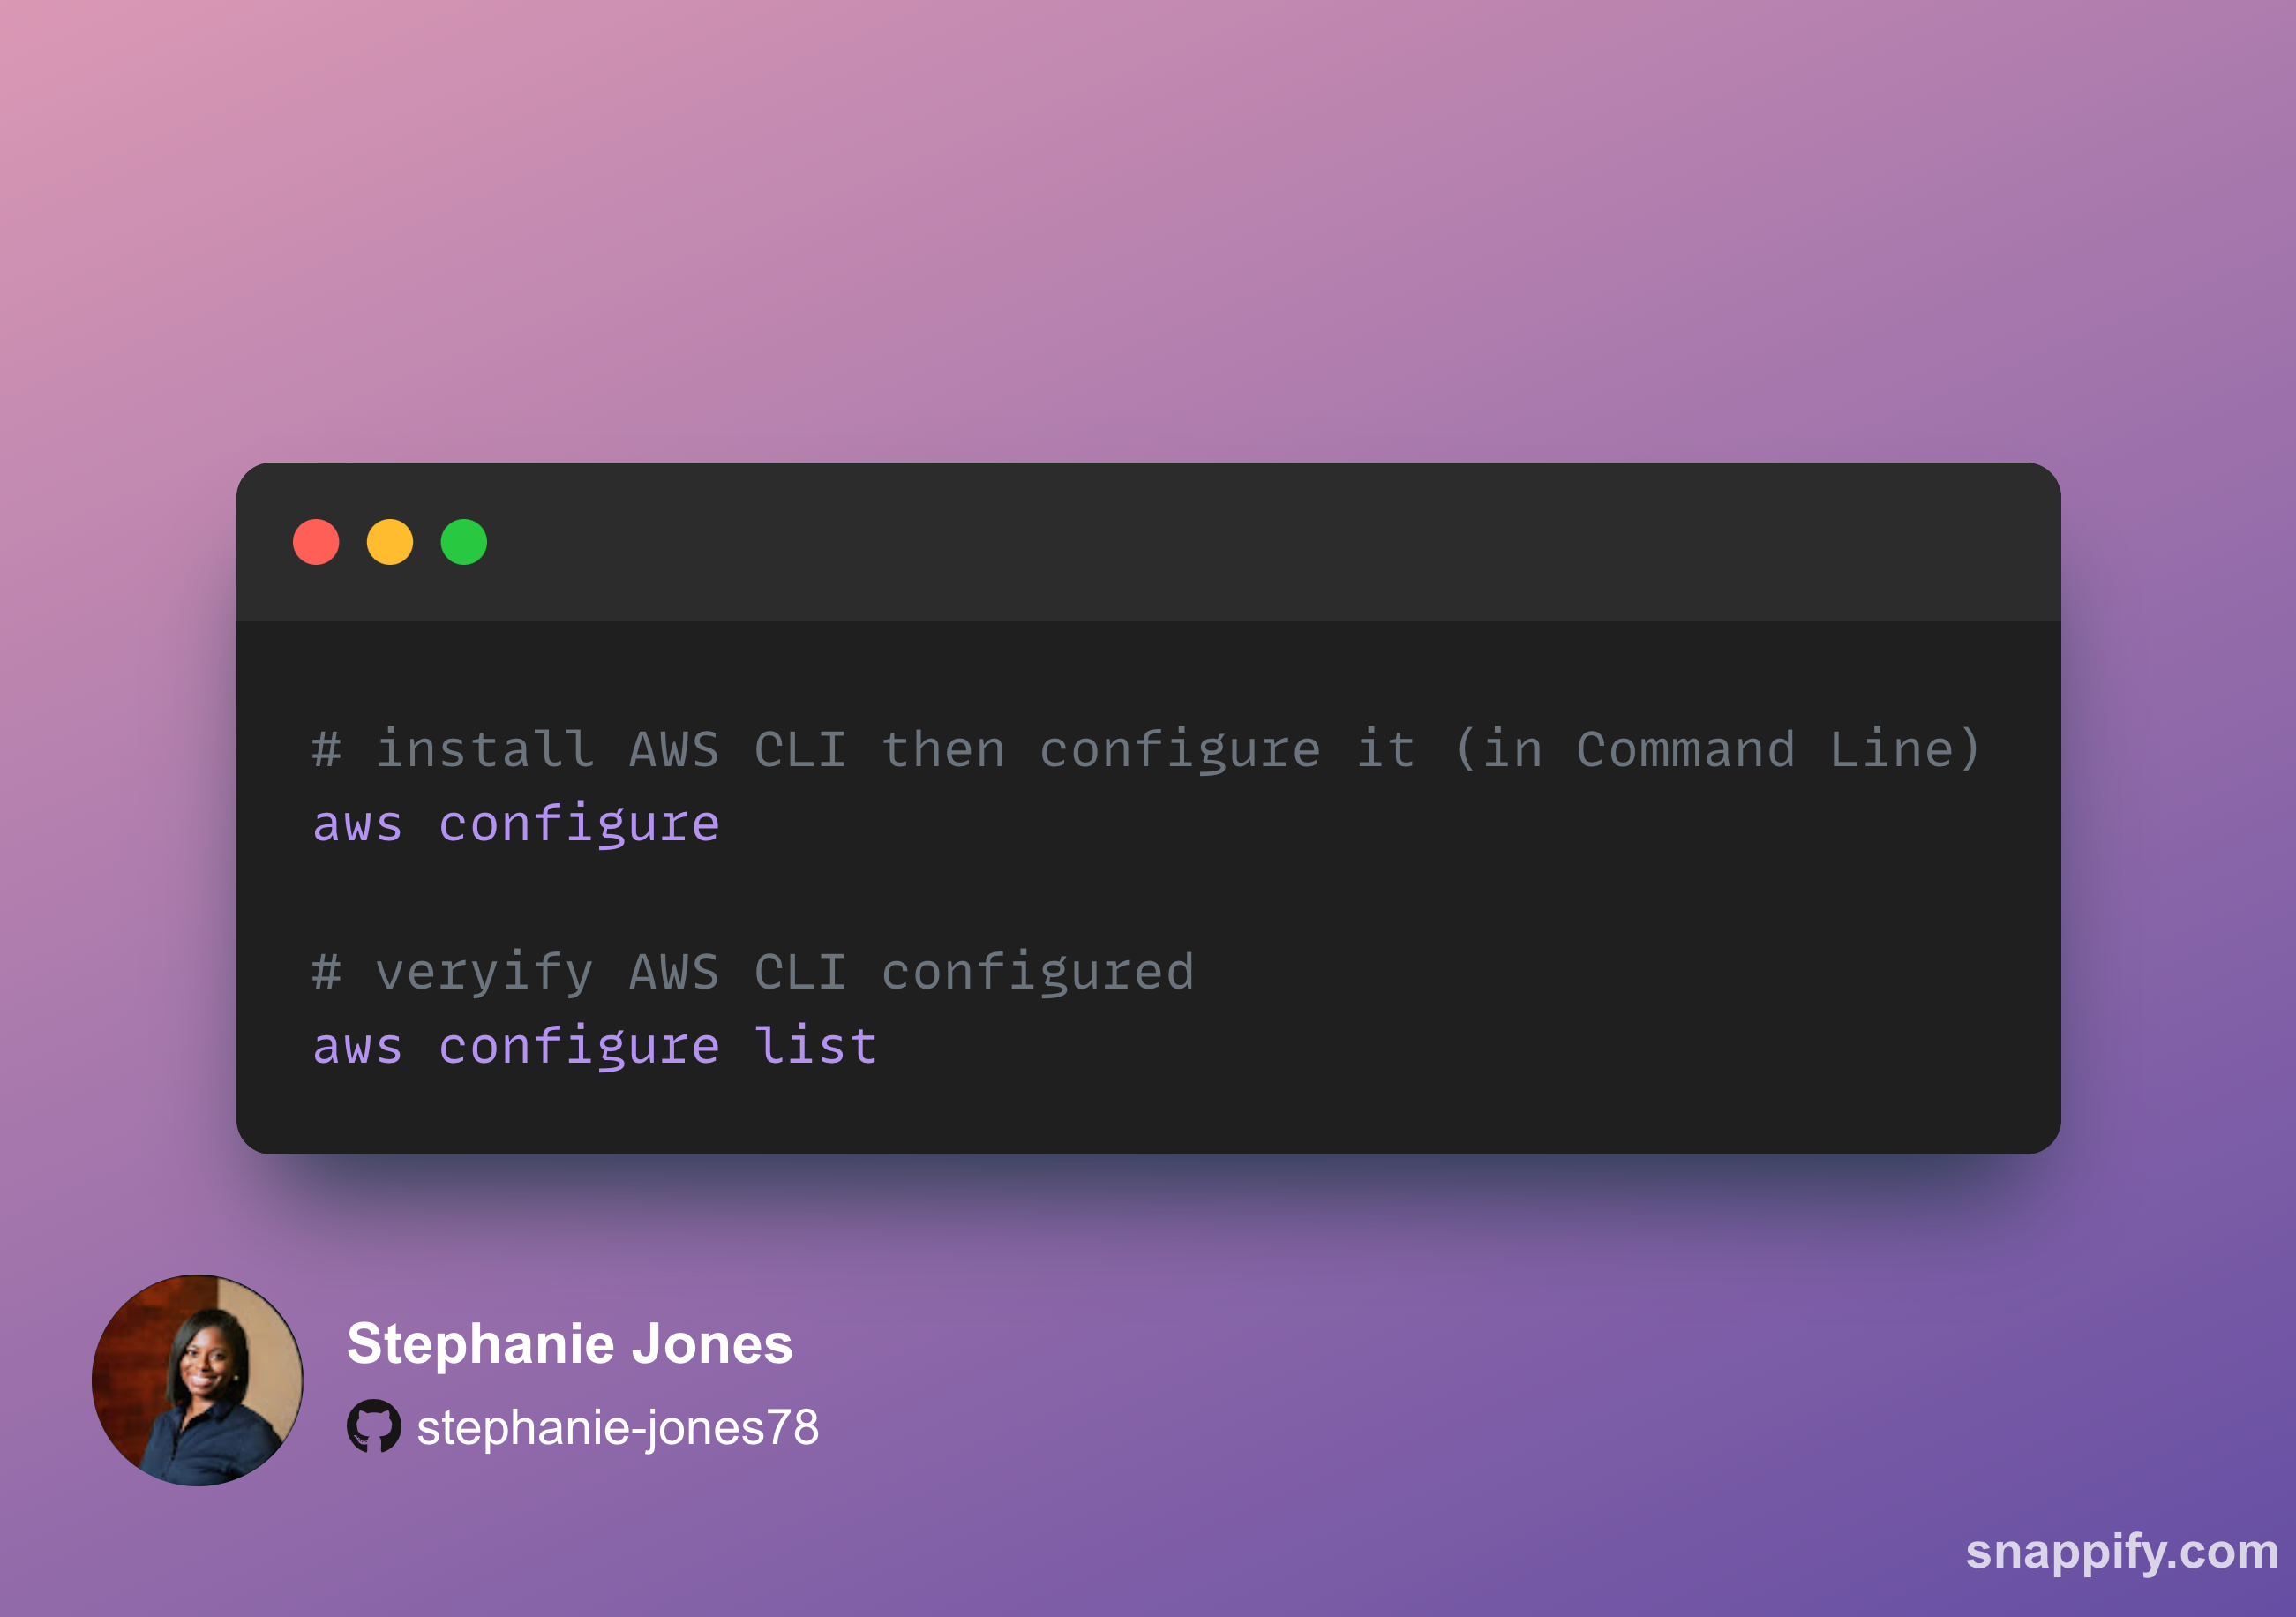 # install AWS CLI then configure it (in Command Line)
aws configure
# veryify AWS CLI configured
aws configure list
Stephanie Jones
stephanie-jones78
snappify.com